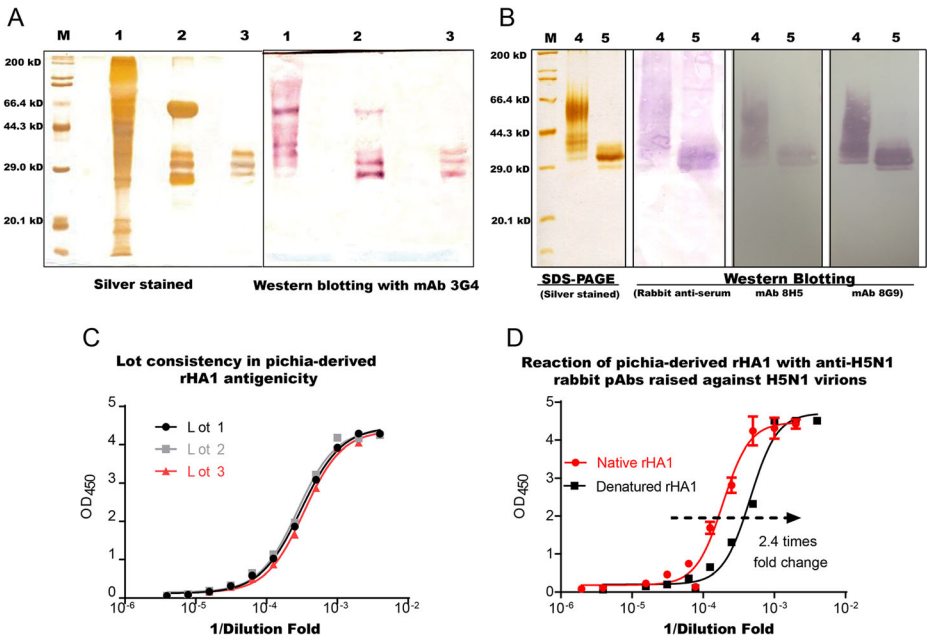 A
M 1 2 3 1 2 3
200 kD
66.4 kD
44.3 kD
29.0 kD
20.1 kD
Silver stained
Western blotting with mAb 3G4
B
M 4 5 4 5 4 5 4 5
200 kD
66.4 kD
44.3 kD
29.0 kD
20.1 kD
SDS-PAGE
(Silver stained)
Western Blotting
(Rabbit anti-serum mAb 8H5 mAb 8G9)
C
Lot consistency in pichia-derived
rHA1 antigenicity
5
4
3
2
1
0
OD450
Lot 1
Lot 2
Lot 3
10-6 10-5 10-4 10-3 10-2
1/Dilution Fold
D
Reaction of pichia-derived rHA1 with anti-H5N1
rabbit pAbs raised against H5N1 virions
5
4
3
2
1
0
OD450
Native rHA1
Denatured rHA1
2.4 times
fold change
10-6 10-5 10-4 10-3 10-2
1/Dilution Fold